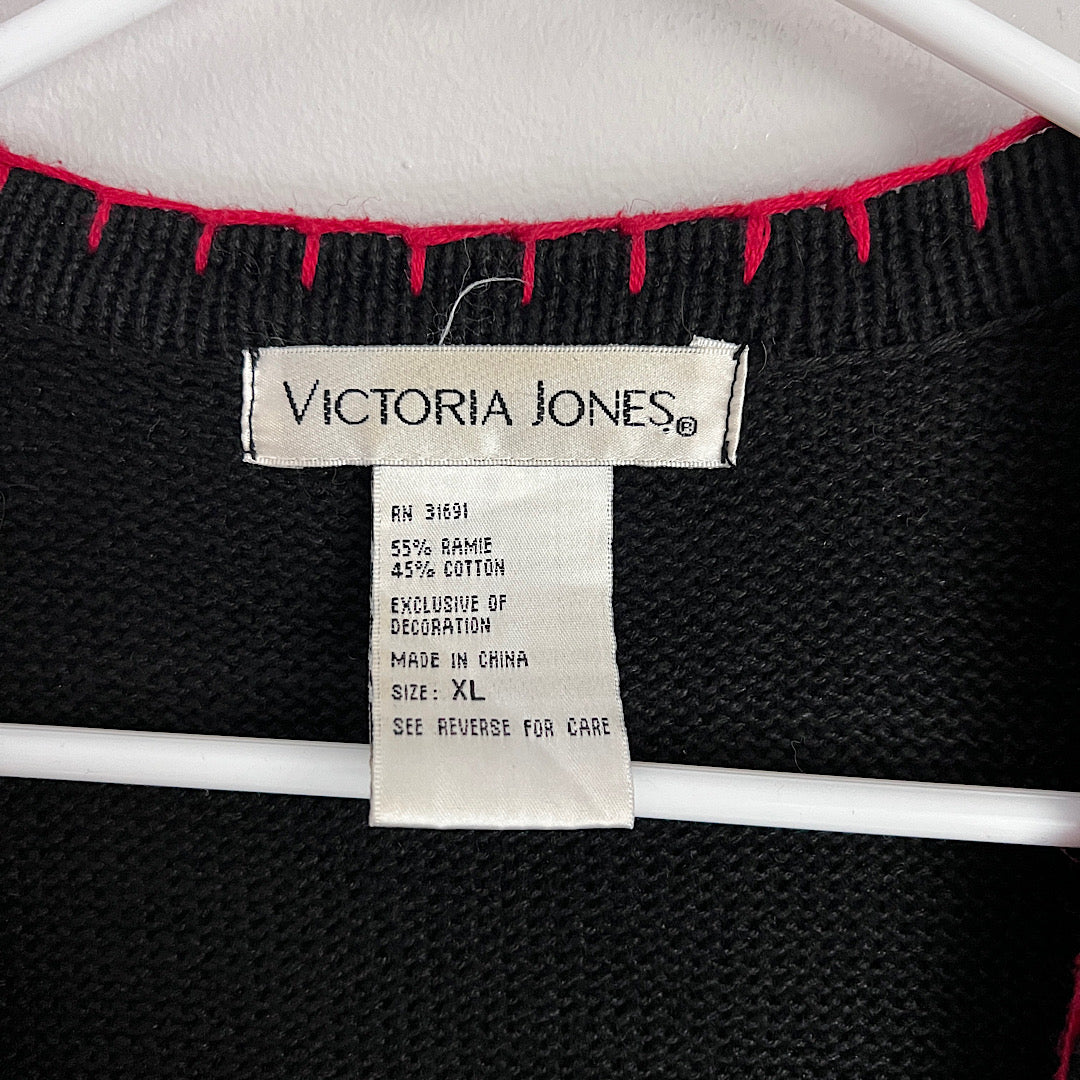 VICTORIA JONES®
RN 31691
55% RAMIE
45% COTTON
EXCLUSIVE OF
DECORATION
MADE IN CHINA
SIZE: XL
SEE REVERSE FOR CARE